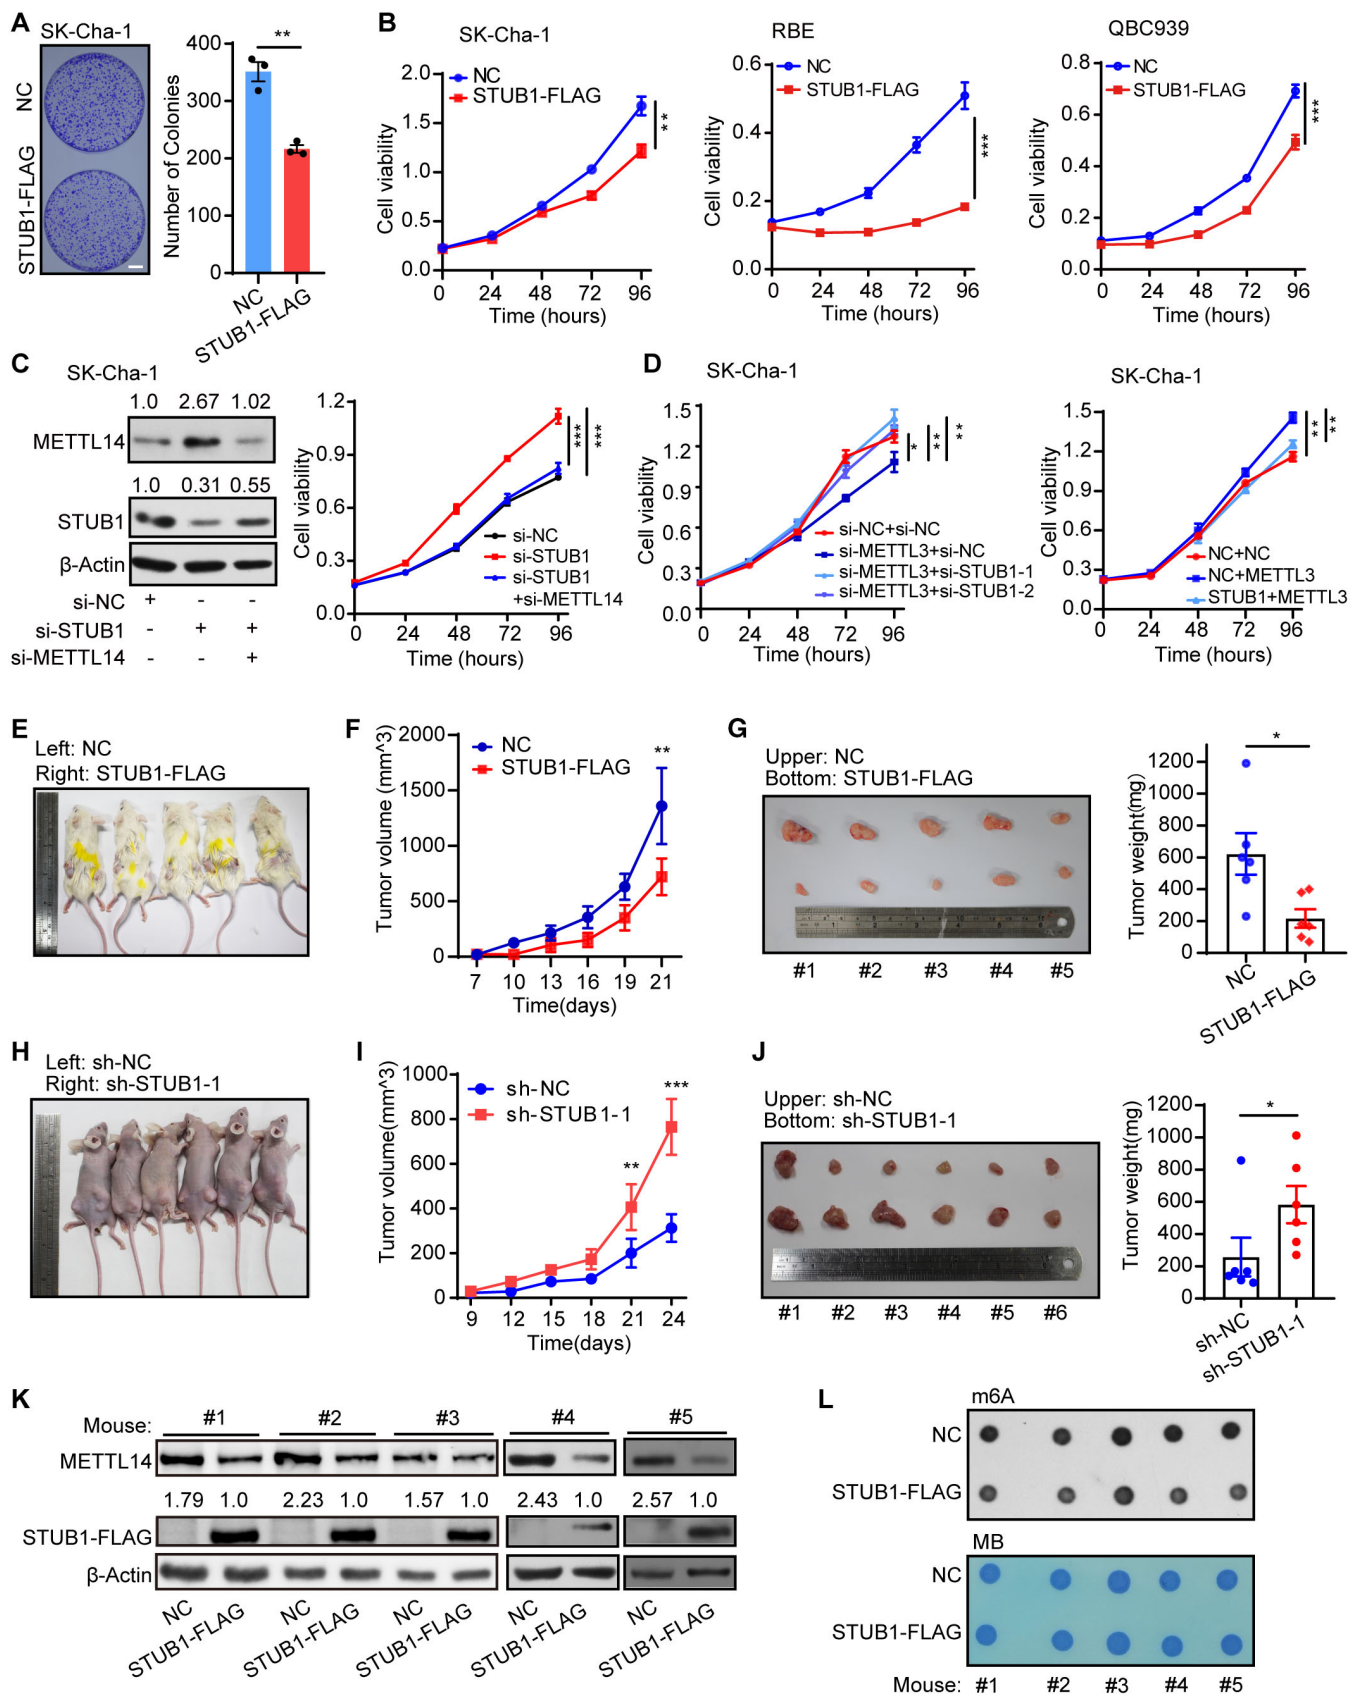 A
SK-Cha-1
NC
STUB1-FLAG
Number of Colonies
400
300
200
100
0
**
NC
STUB1-FLAG
B
SK-Cha-1
NC
STUB1-FLAG
Cell viability
2.0
1.5
1.0
0.5
0.0
**
0 24 48 72 96
Time (hours)
RBE
NC
STUB1-FLAG
Cell viability
0.6
0.4
0.2
0.0
***
0 24 48 72 96
Time (hours)
QBC939
NC
STUB1-FLAG
Cell viability
0.8
0.6
0.4
0.2
0.0
***
0 24 48 72 96
Time (hours)
C
SK-Cha-1
1.0 2.67 1.02
METTL14
1.0 0.31 0.55
STUB1
β-Actin
si-NC + - -
si-STUB1 - + +
si-METTL14 - - +
Cell viability
1.2
0.9
0.6
0.3
0.0
***
***
si-NC
si-STUB1
si-STUB1
+si-METTL14
0 24 48 72 96
Time (hours)
D
SK-Cha-1
Cell viability
1.5
1.2
0.9
0.6
0.3
0.0
*
**
**
si-NC+si-NC
si-METTL3+si-NC
si-METTL3+si-STUB1-1
si-METTL3+si-STUB1-2
0 24 48 72 96
Time (hours)
SK-Cha-1
Cell viability
1.5
1.2
0.9
0.6
0.3
0.0
**
**
NC+NC
NC+METTL3
STUB1+METTL3
0 24 48 72 96
Time (hours)
E
Left: NC
Right: STUB1-FLAG
F
Tumor volume (mm^3)
2000
1500
1000
500
0
NC
STUB1-FLAG
**
7 10 13 16 19 21
Time(days)
G
Upper: NC
Bottom: STUB1-FLAG
#1 #2 #3 #4 #5
Tumor weight(mg)
1200
1000
800
600
400
200
0
*
NC
STUB1-FLAG
H
Left: sh-NC
Right: sh-STUB1-1
I
Tumor volume(mm^3)
1000
800
600
400
200
0
sh-NC
sh-STUB1-1
**
***
9 12 15 18 21 24
Time(days)
J
Upper: sh-NC
Bottom: sh-STUB1-1
#1 #2 #3 #4 #5 #6
Tumor weight(mg)
1200
1000
800
600
400
200
0
*
sh-NC
sh-STUB1-1
K
Mouse: #1 #2 #3 #4 #5
METTL14
1.79 1.0 2.23 1.0 1.57 1.0 2.43 1.0 2.57 1.0
STUB1-FLAG
β-Actin
NC STUB1-FLAG NC STUB1-FLAG NC STUB1-FLAG NC STUB1-FLAG NC STUB1-FLAG
L
m6A
NC
STUB1-FLAG
MB
NC
STUB1-FLAG
Mouse: #1 #2 #3 #4 #5